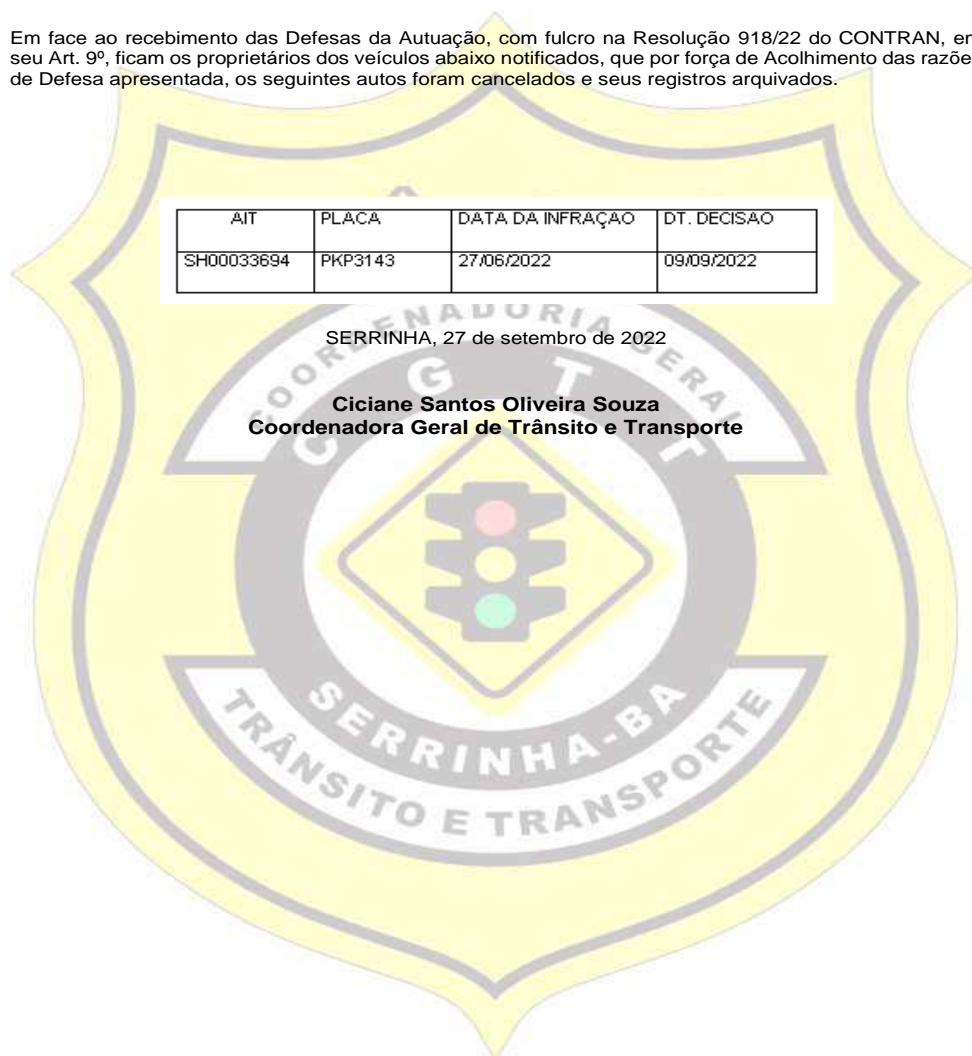 Em face ao recebimento das Defesas da Autuação, com fulcro na Resolução 918/22 do CONTRAN, em
seu Art. 9º, ficam os proprietários dos veículos abaixo notificados, que por força de Acolhimento das razõe
de Defesa apresentada, os seguintes autos foram cancelados e seus registros arquivados.
AIT PLACA DATA DA INFRAÇAO DT. DECISAO
SH00033694 PKP3143 27/06/2022 09/09/2022
COORDENADORIA GERAL
SERRINHA, 27 de setembro de 2022
C G T T
Ciciane Santos Oliveira Souza
Coordenadora Geral de Trânsito e Transporte
SERRINHA-BA
TRÂNSITO E TRANSPORTE